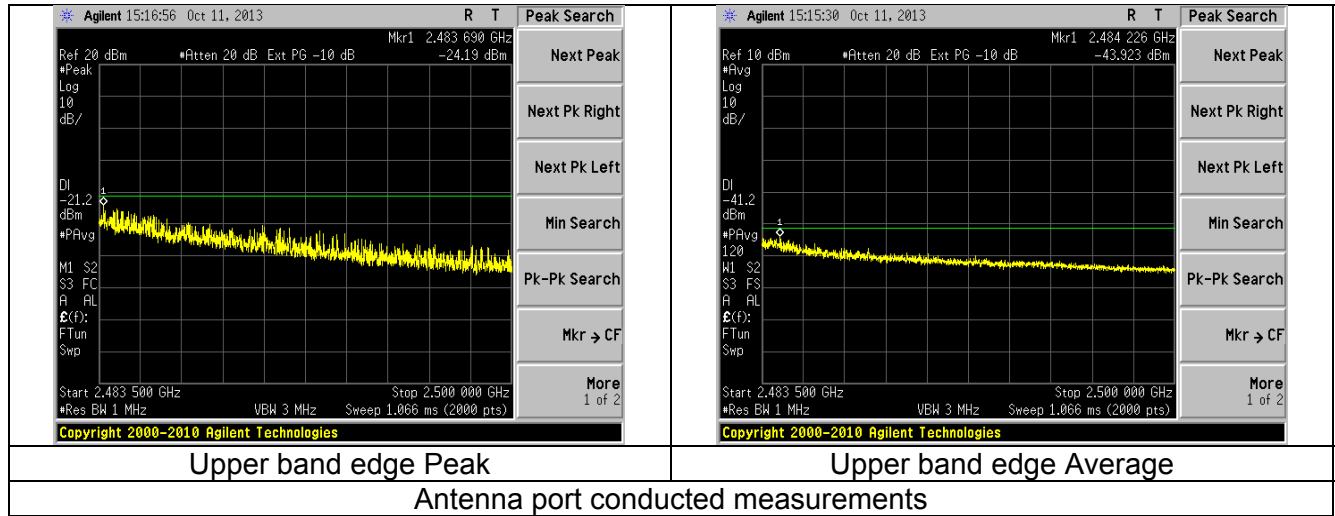 Agilent 15:16:56 Oct 11, 2013 R T Peak Search
Mkr1 2.483 690 GHz
Ref 20 dBm #Atten 20 dB Ext PG -10 dB -24.19 dBm
#Peak
Log
10
dB/
DI
-21.2
dBm
#PAvg
M1 S2
S3 FC
A AL
£(f):
FTun
Swp
1
Start 2.483 500 GHz Stop 2.500 000 GHz
#Res BW 1 MHz VBW 3 MHz Sweep 1.066 ms (2000 pts)
Copyright 2000-2010 Agilent Technologies
Next Peak
Next Pk Right
Next Pk Left
Min Search
Pk-Pk Search
Mkr → CF
More
1 of 2
Agilent 15:15:30 Oct 11, 2013 R T Peak Search
Mkr1 2.484 226 GHz
Ref 10 dBm #Atten 20 dB Ext PG -10 dB -43.923 dBm
#Avg
Log
10
dB/
DI
-41.2
dBm
#PAvg
120
W1 S2
S3 FS
A AL
£(f):
FTun
Swp
1
Start 2.483 500 GHz Stop 2.500 000 GHz
#Res BW 1 MHz VBW 3 MHz Sweep 1.066 ms (2000 pts)
Copyright 2000-2010 Agilent Technologies
Next Peak
Next Pk Right
Next Pk Left
Min Search
Pk-Pk Search
Mkr → CF
More
1 of 2
Upper band edge Peak
Upper band edge Average
Antenna port conducted measurements